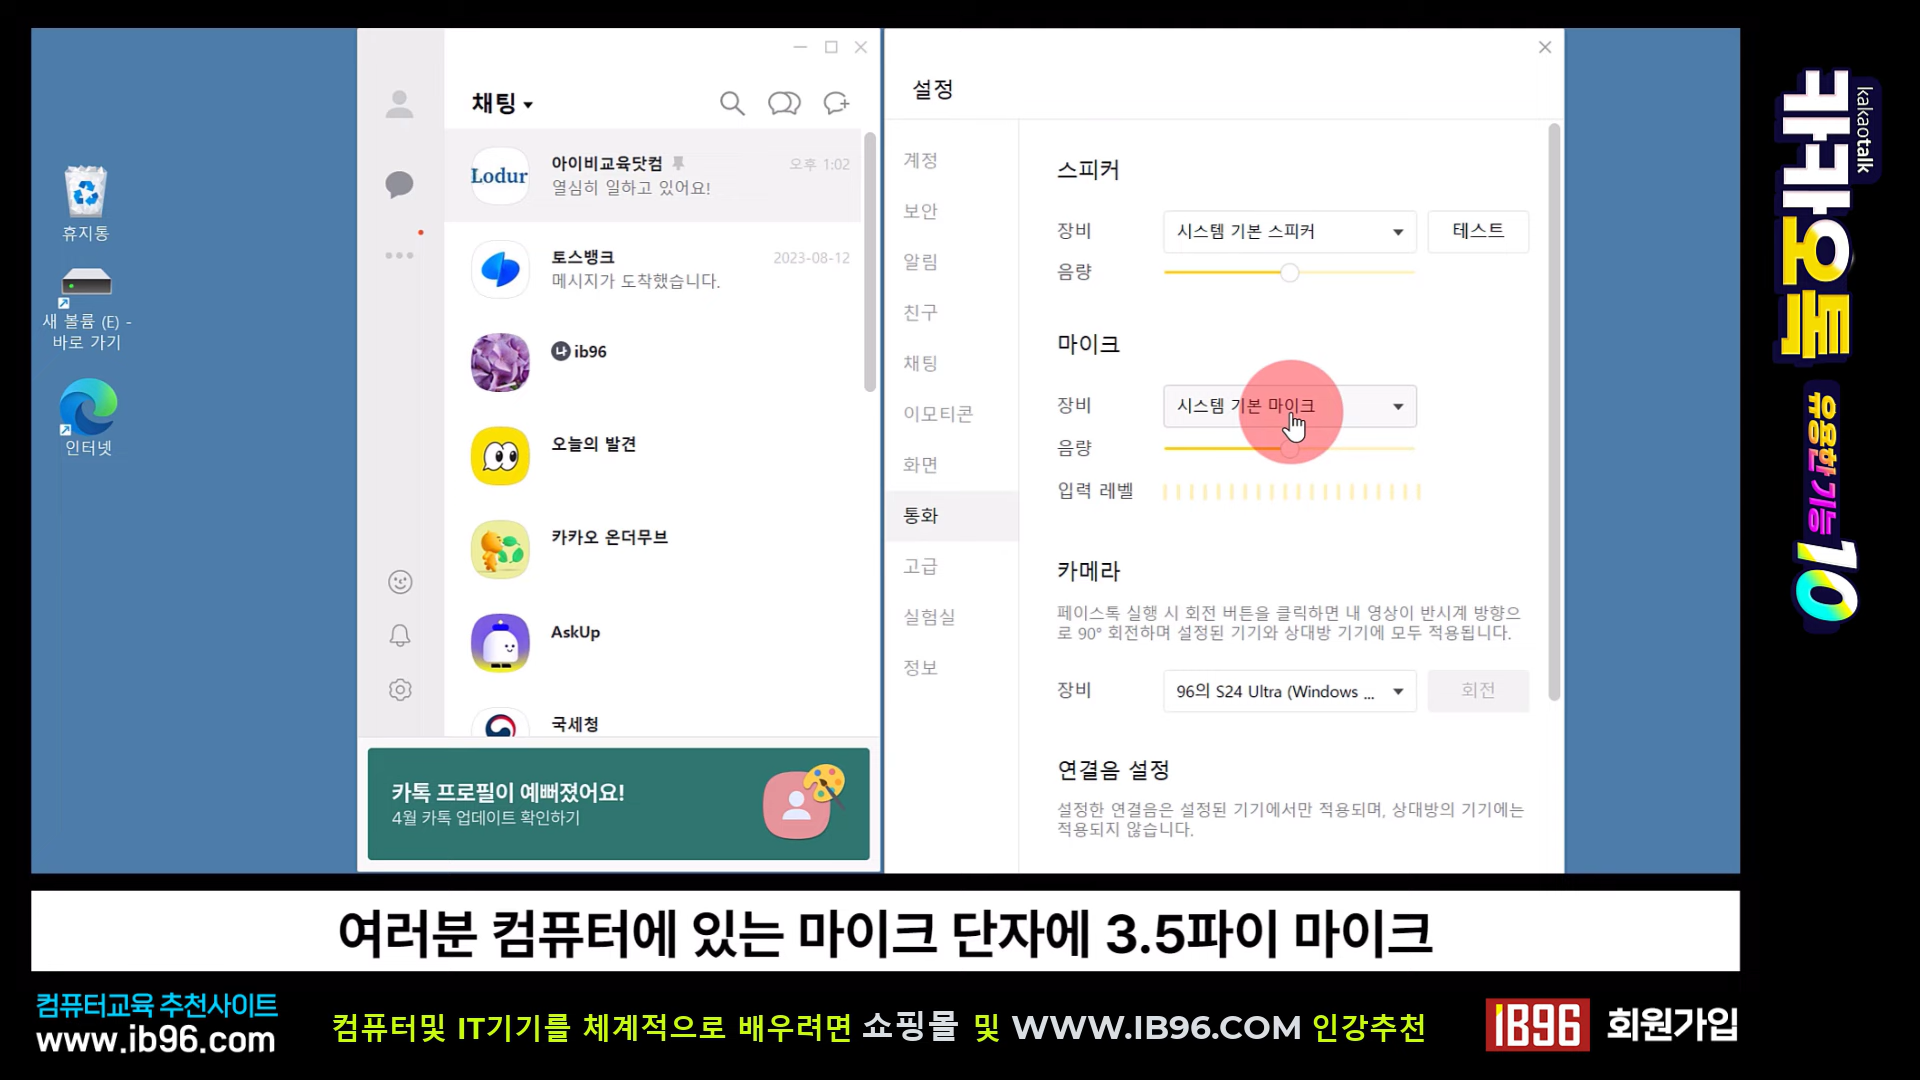 휴지통
새 볼륨 (E) -
바로 가기
인터넷
채팅
Lodur
아이비교육닷컴
오후 1:02
열심히 일하고 있어요!
토스뱅크
2023-08-12
메시지가 도착했습니다.
나 ib96
오늘의 발견
카카오 온더무브
AskUp
국세청
카톡 프로필이 예뻐졌어요!
4월 카톡 업데이트 확인하기
설정
계정
보안
알림
친구
채팅
이모티콘
화면
통화
고급
실험실
정보
스피커
장비
시스템 기본 스피커
테스트
음량
마이크
장비
시스템 기본 마이크
음량
입력 레벨
카메라
페이스톡 실행 시 회전 버튼을 클릭하면 내 영상이 반시계 방향으
로 90° 회전하며 설정된 기기와 상대방 기기에 모두 적용됩니다.
장비
96의 S24 Ultra (Windows ...
회전
연결음 설정
설정한 연결음은 설정된 기기에서만 적용되며, 상대방의 기기에는
적용되지 않습니다.
kakaotalk
카카오톡
유용한 기능
10
여러분 컴퓨터에 있는 마이크 단자에 3.5파이 마이크
컴퓨터교육 추천사이트
www.ib96.com
컴퓨터및 IT기기를 체계적으로 배우려면 쇼핑몰 및 WWW.IB96.COM 인강추천
IB96
회원가입